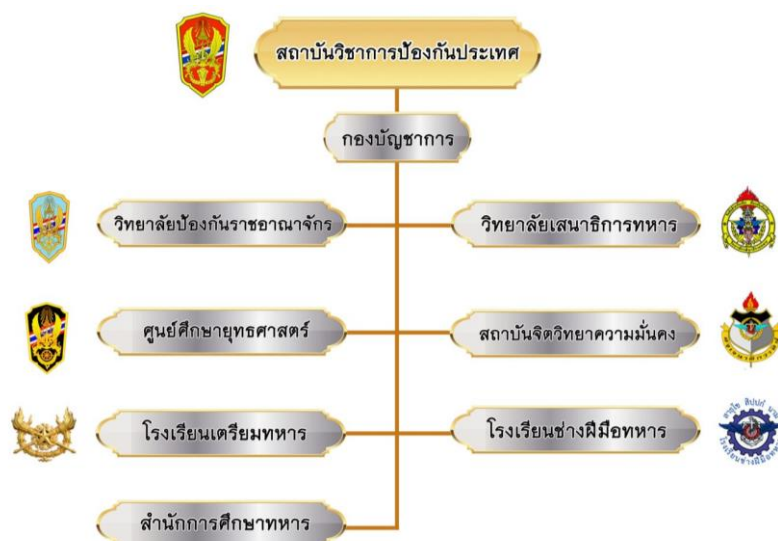 สถาบันวิชาการป้องกันประเทศ
กองบัญชาการ
วิทยาลัยป้องกันราชอาณาจักร
วิทยาลัยเสนาธิการทหาร
ศูนย์ศึกษายุทธศาสตร์
สถาบันจิตวิทยาความมั่นคง
โรงเรียนเตรียมทหาร
โรงเรียนช่างฝีมือทหาร
สำนักการศึกษาทหาร